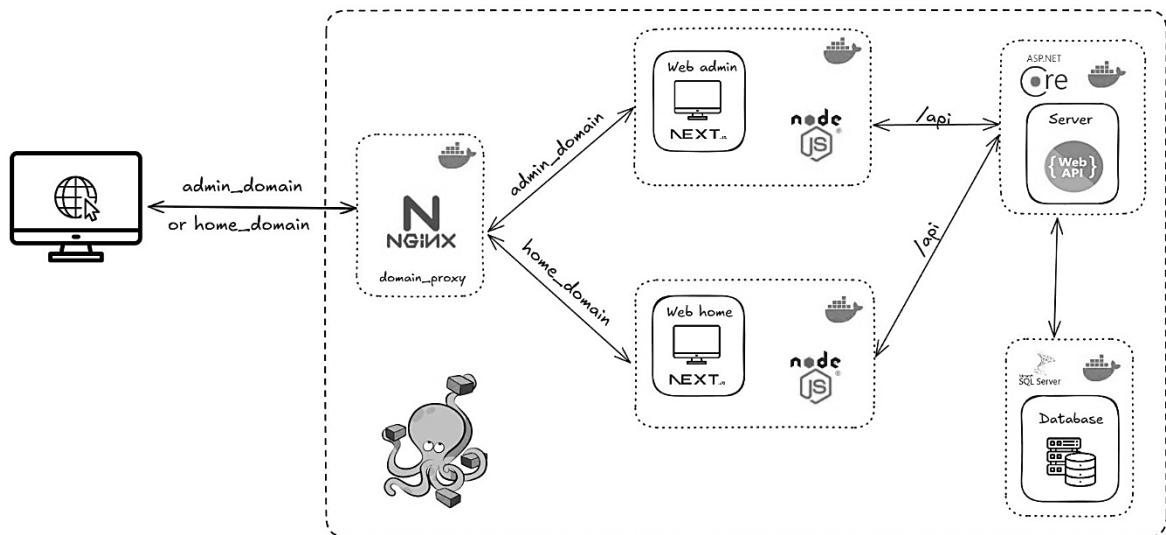 admin_domain
or home_domain
NGINX
domain_proxy
admin_domain
home_domain
Web admin
NEXT.JS
node
JS
/api
Web home
NEXT.JS
node
JS
/api
ASP.NET
Core
Server
{Web
API}
Microsoft
SQL Server
Database